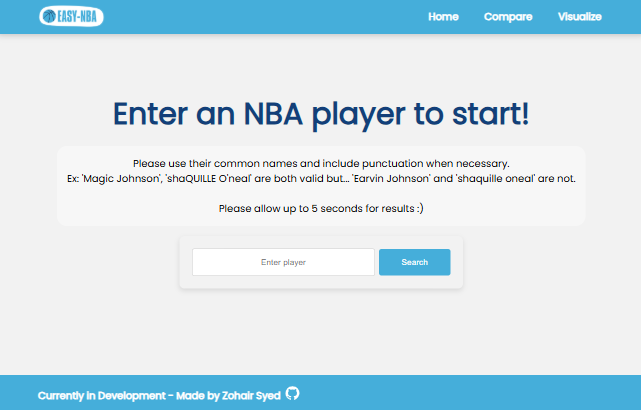 EASY-NBA
Home Compare Visualize
Enter an NBA player to start!
Please use their common names and include punctuation when necessary.
Ex: 'Magic Johnson', 'shaQUILLE O'neal' are both valid but... 'Earvin Johnson' and 'shaquille oneal' are not.
Please allow up to 5 seconds for results :)
Enter player Search
Currently in Development - Made by Zohair Syed